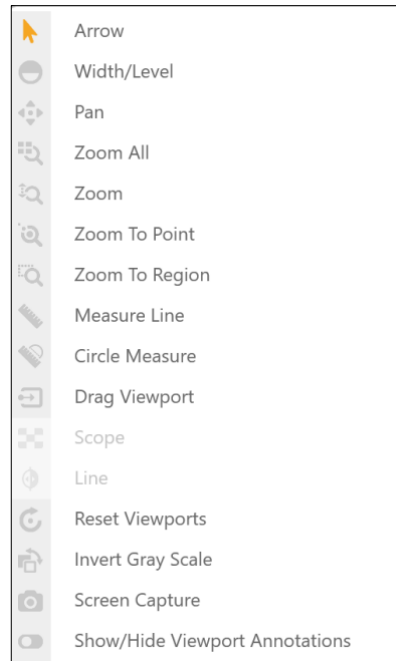 Arrow
Width/Level
Pan
Zoom All
Zoom
Zoom To Point
Zoom To Region
Measure Line
Circle Measure
Drag Viewport
Scope
Line
Reset Viewports
Invert Gray Scale
Screen Capture
Show/Hide Viewport Annotations